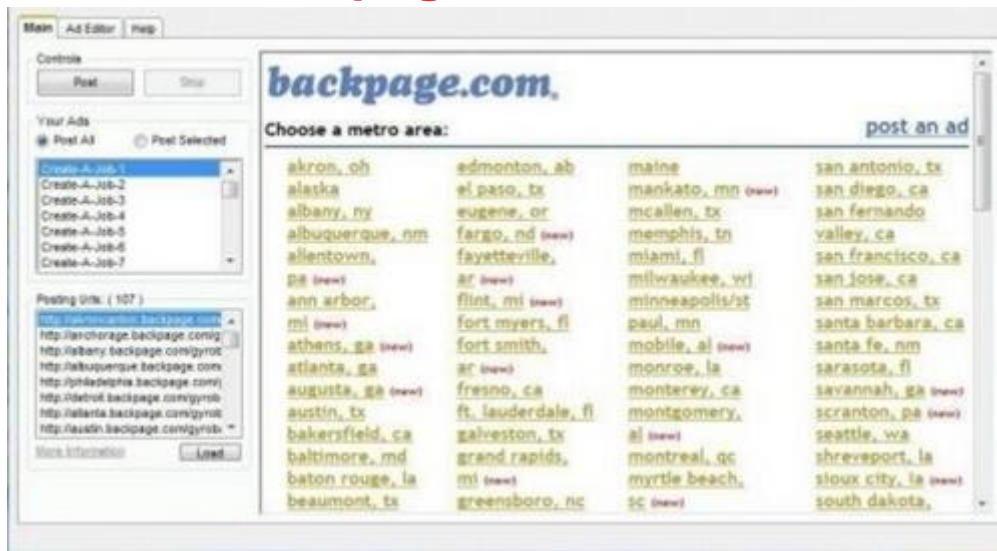 Main Ad Editor Help
Controls
Post Stop
Your Ads
Post All Post Selected
Create-A-Job-1
Create-A-Job-2
Create-A-Job-3
Create-A-Job-4
Create-A-Job-5
Create-A-Job-6
Create-A-Job-7
Posting Urls: ( 107 )
http://anchorage.backpage.com/g
http://albany.backpage.com/gyrot
http://albuquerque.backpage.com
http://philadelphia.backpage.com/
http://detroit.backpage.com/gyrob
http://atlanta.backpage.com/gyrob
http://austin.backpage.com/gyrob
More Information Load
backpage.com.
Choose a metro area: post an ad
akron, oh
alaska
albany, ny
albuquerque, nm
allentown,
pa (new)
ann arbor,
mi (new)
athens, ga (new)
atlanta, ga
augusta, ga (new)
austin, tx
bakersfield, ca
baltimore, md
baton rouge, la
beaumont, tx
edmonton, ab
el paso, tx
eugene, or
fargo, nd (new)
fayetteville,
ar (new)
flint, mi (new)
fort myers, fl
fort smith,
ar (new)
fresno, ca
ft. lauderdale, fl
galveston, tx
grand rapids,
mi (new)
greensboro, nc
maine
mankato, mn (new)
mcallen, tx
memphis, tn
miami, fl
milwaukee, wi
minneapolis/st
paul, mn
mobile, al (new)
monroe, la
monterey, ca
montgomery,
al (new)
montreal, qc
myrtle beach,
sc (new)
san antonio, tx
san diego, ca
san fernando
valley, ca
san francisco, ca
san jose, ca
san marcos, tx
santa barbara, ca
santa fe, nm
sarasota, fl
savannah, ga (new)
scranton, pa (new)
seattle, wa
shreveport, la
sioux city, ia (new)
south dakota,